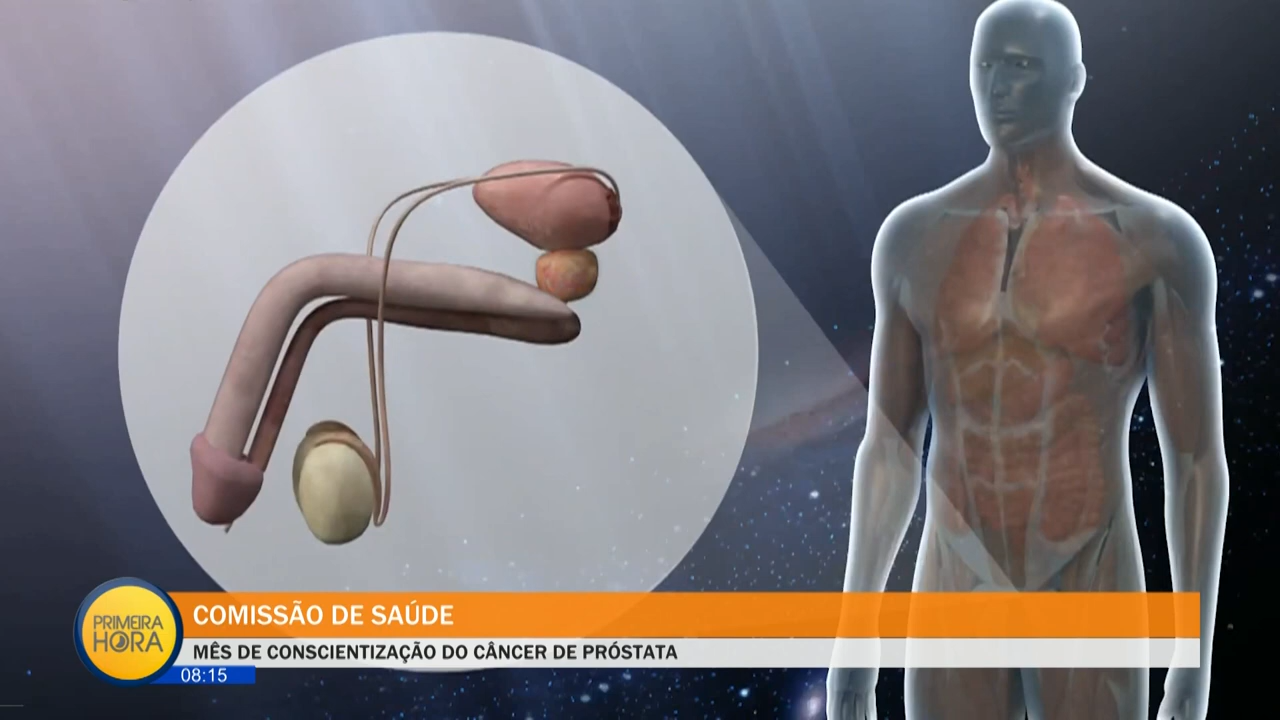 COMISSÃO DE SAÚDE
PRIMEIRA
HORA
MÊS DE CONSCIENTIZAÇÃO DO CÂNCER DE PRÓSTATA
08:15